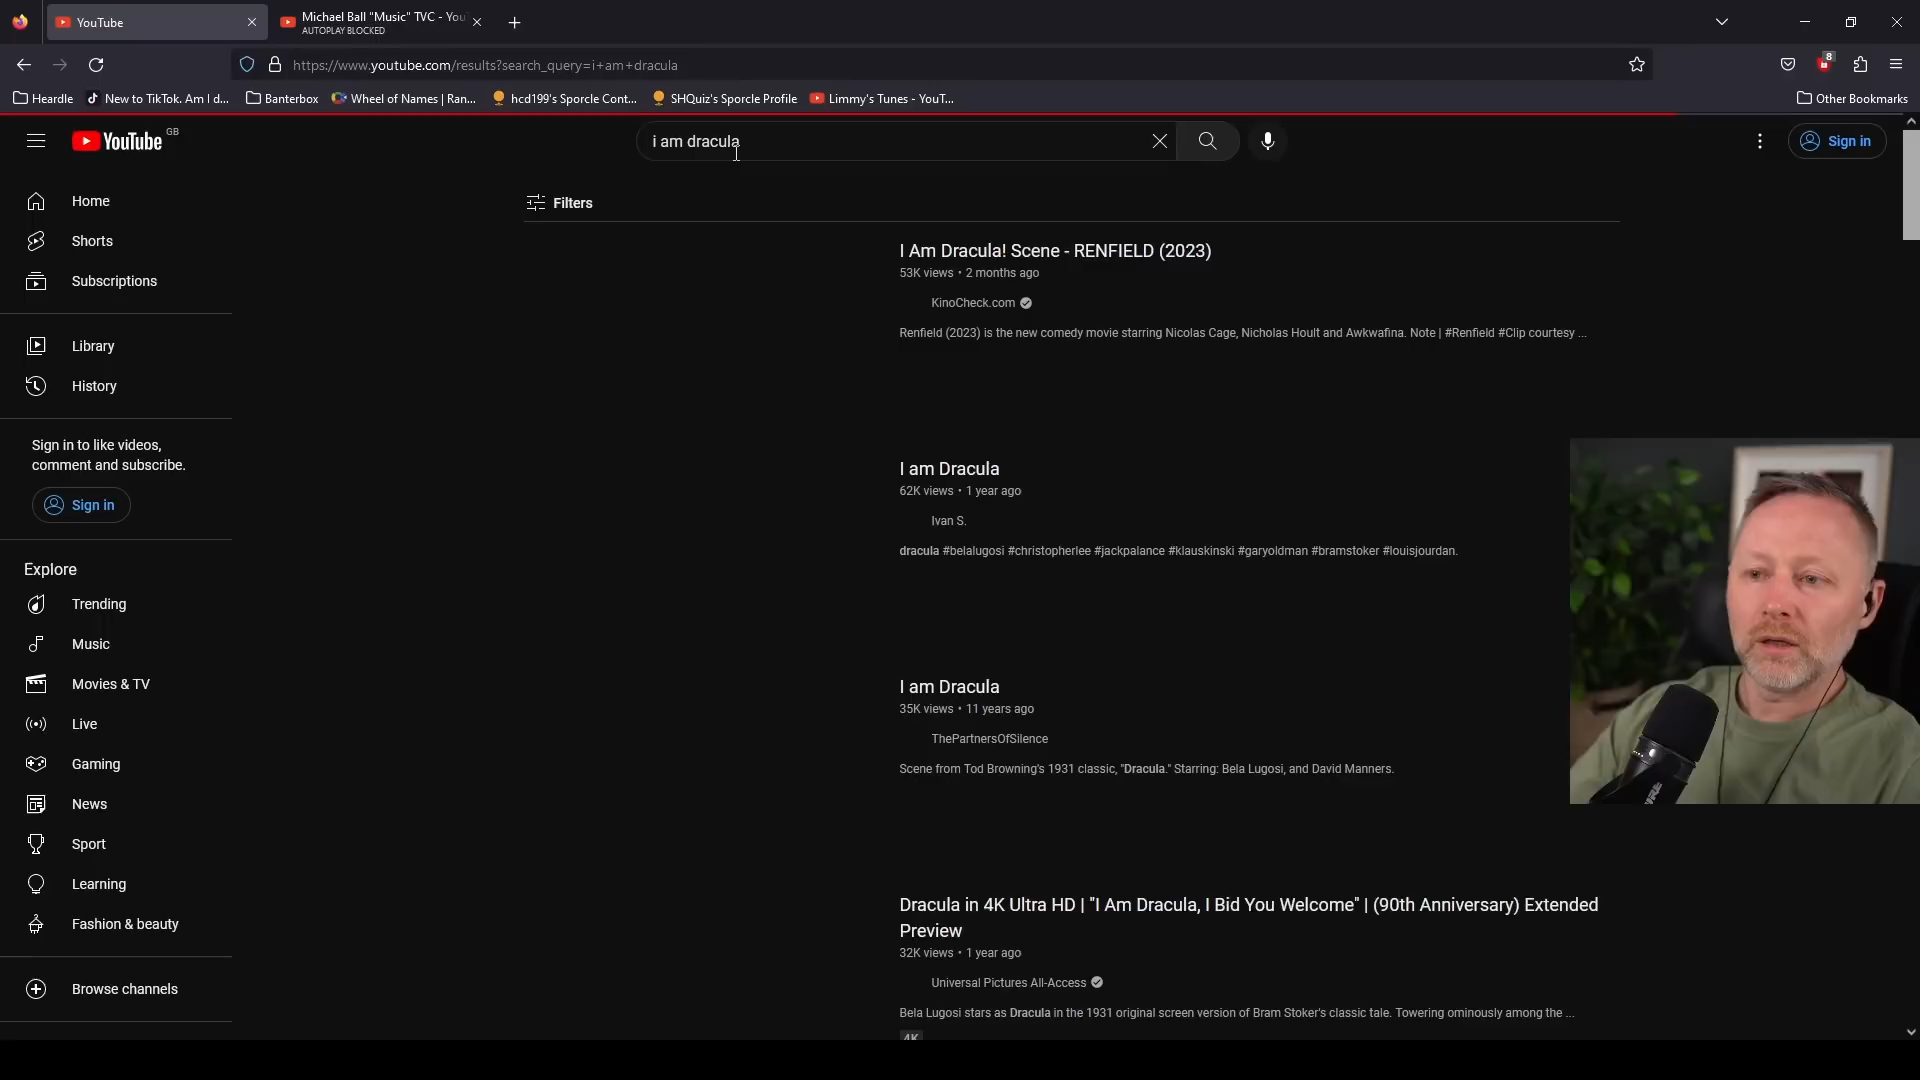 YouTube
Michael Ball "Music" TVC - You
AUTOPLAY BLOCKED
https://www.youtube.com/results?search_query=i+am+dracula
8
Heardle
New to TikTok. Am I d...
Banterbox
Wheel of Names | Ran...
hcd199's Sporcle Cont...
SHQuiz's Sporcle Profile
Limmy's Tunes - YouT...
Other Bookmarks
YouTube GB
i am dracula
Sign in
Home
Shorts
Subscriptions
Library
History
Sign in to like videos,
comment and subscribe.
Sign in
Explore
Trending
Music
Movies & TV
Live
Gaming
News
Sport
Learning
Fashion & beauty
Browse channels
Filters
I Am Dracula! Scene - RENFIELD (2023)
53K views • 2 months ago
KinoCheck.com
Renfield (2023) is the new comedy movie starring Nicolas Cage, Nicholas Hoult and Awkwafina. Note | #Renfield #Clip courtesy ...
I am Dracula
62K views • 1 year ago
Ivan S.
dracula #belalugosi #christopherlee #jackpalance #klauskinski #garyoldman #bramstoker #louisjourdan.
I am Dracula
35K views • 11 years ago
ThePartnersOfSilence
Scene from Tod Browning's 1931 classic, "Dracula." Starring: Bela Lugosi, and David Manners.
Dracula in 4K Ultra HD | "I Am Dracula, I Bid You Welcome" | (90th Anniversary) Extended
Preview
32K views • 1 year ago
Universal Pictures All-Access
Bela Lugosi stars as Dracula in the 1931 original screen version of Bram Stoker's classic tale. Towering ominously among the ...
4K